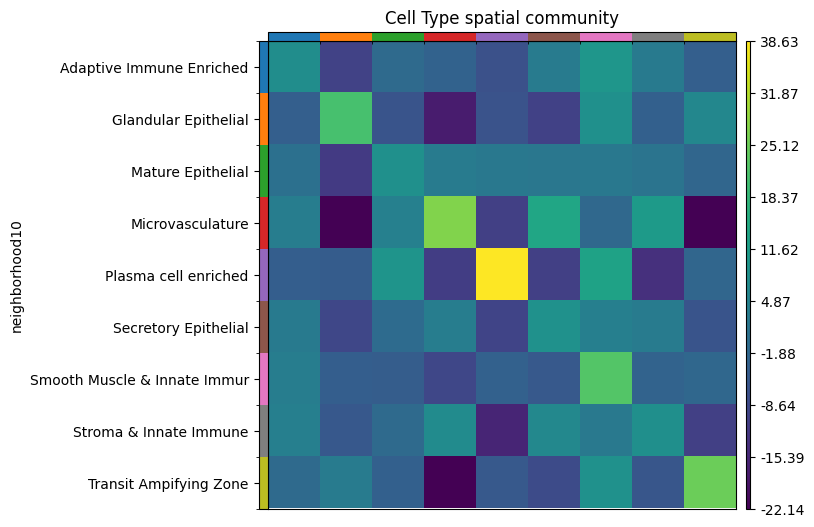 Cell Type spatial community
Adaptive Immune Enriched
Glandular Epithelial
Mature Epithelial
Microvasculature
Plasma cell enriched
Secretory Epithelial
Smooth Muscle & Innate Immur
Stroma & Innate Immune
Transit Ampifying Zone
neighborhood10
38.63
31.87
25.12
18.37
11.62
4.87
-1.88
-8.64
-15.39
-22.14